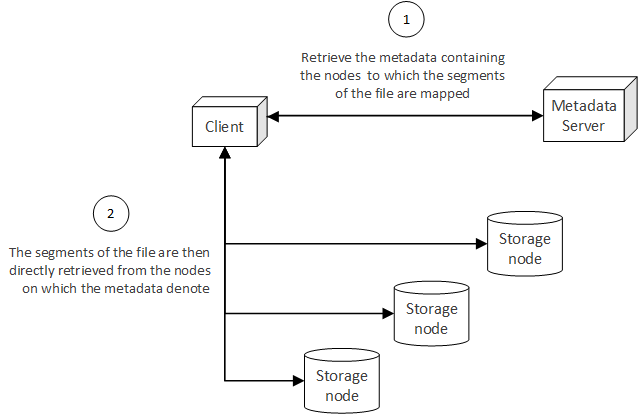 1
Retrieve the metadata containing
the nodes to which the segments
of the file are mapped
Client
Metadata
Server
2
The segments of the file are then
directly retrieved from the nodes
on which the metadata denote
Storage
node
Storage
node
Storage
node